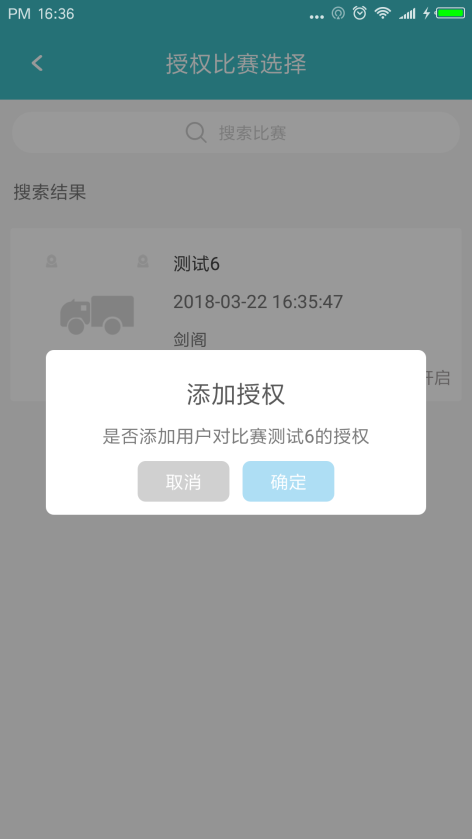 PM 16:36
授权比赛选择
搜索比赛
搜索结果
测试6
2018-03-22 16:35:47
剑阁
开启
添加授权
是否添加用户对比赛测试6的授权
取消
确定